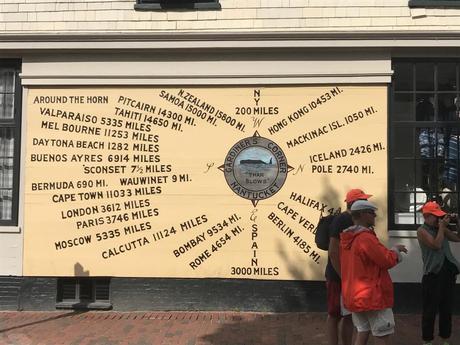 AROUND THE HORN
VALPARAISO 5335 MILES
MEL BOURNE 11253 MILES
DAYTONA BEACH 1282 MILES
BUENOS AYRES 6914 MILES
'SCONSET 7½ MILES
BERMUDA 690 MI. WAUWINET 9 MI.
CAPE TOWN 11033 MILES
LONDON 3612 MILES
PARIS 3746 MILES
MOSCOW 5335 MILES
CALCUTTA 11124 MILES
PITCAIRN 14300 MI.
TAHITI 14650 MI.
SAMOA 15000 MI.
N. ZEALAND 15800 MI.
N.Y.
200 MILES
W
HONG KONG 10453 MI.
MACKINAC ISL. 1050 MI.
ICELAND 2426 MI.
POLE 2740 MI.
GARDINER'S CORNER
"THAR SHE
BLOWS"
NANTUCKET
S
N
E
HALIFAX
CAPE VERDE
BERLIN 4185 MI.
BOMBAY 9534 MI.
ROME 4654 MI.
SPAIN
3000 MILES